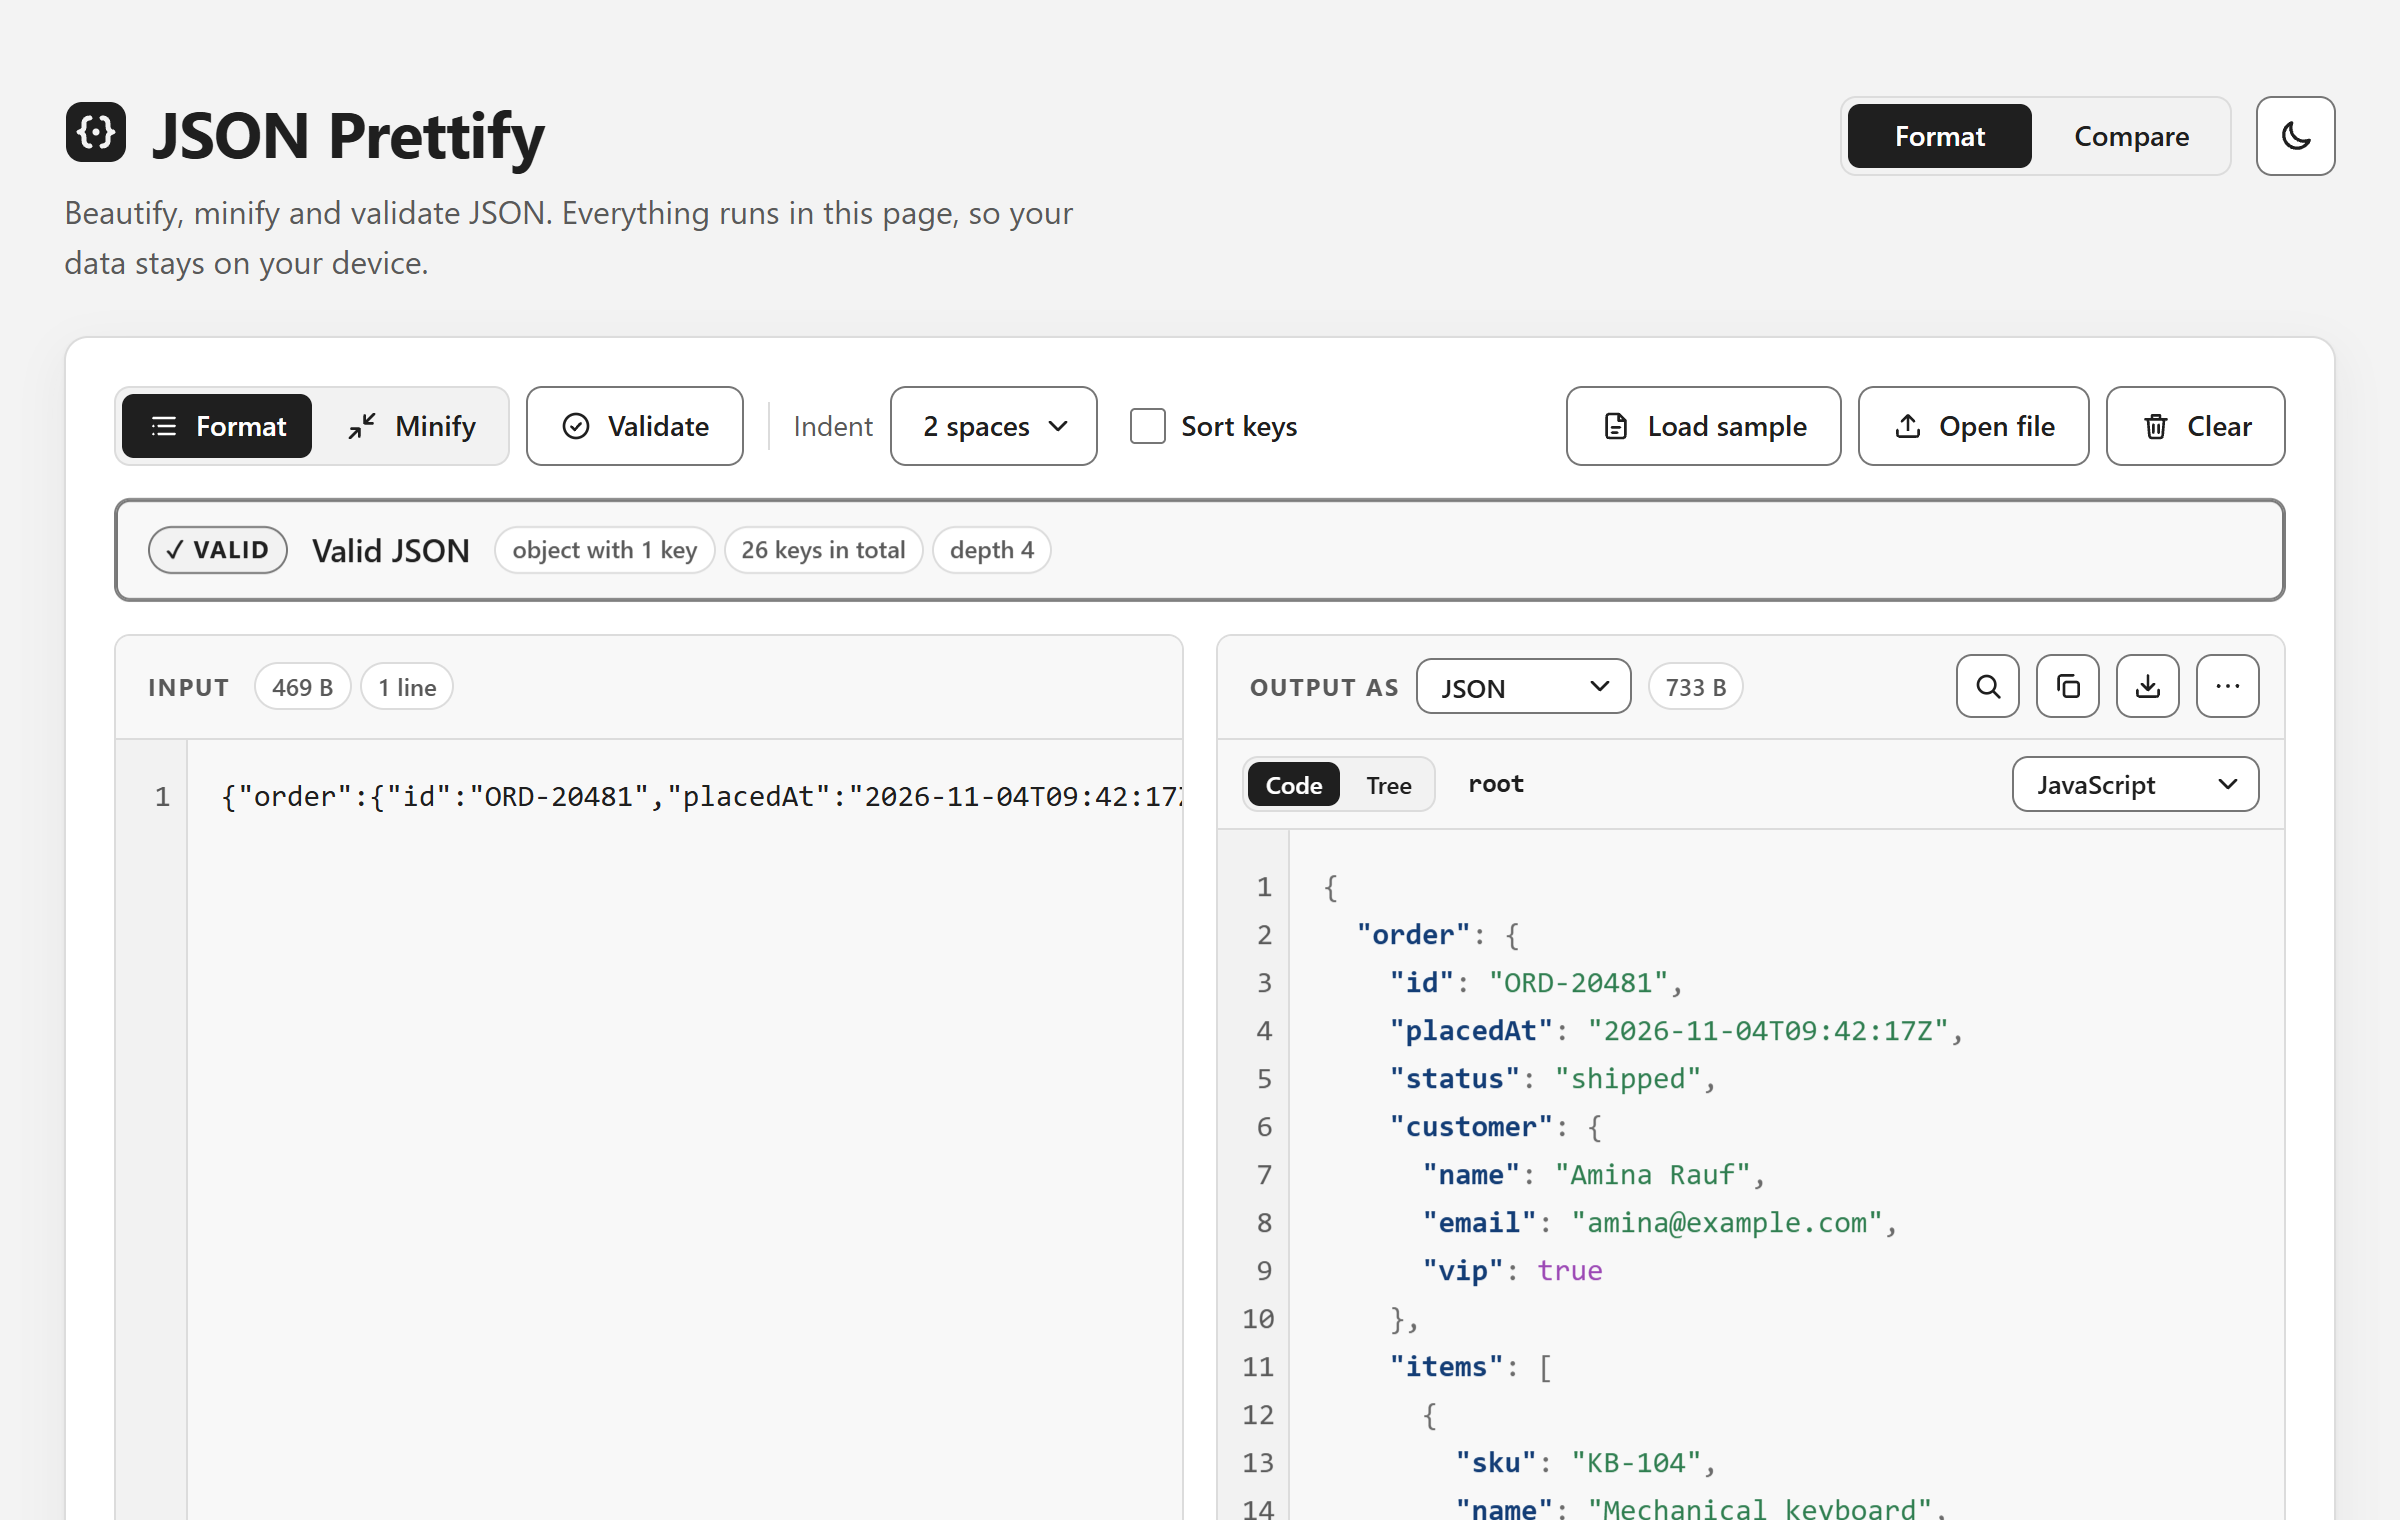 JSON Prettify
Format
Compare
Beautify, minify and validate JSON. Everything runs in this page, so your
data stays on your device.
Format
Minify
Validate
Indent
2 spaces
Sort keys
Load sample
Open file
Clear
✓ VALID
Valid JSON
object with 1 key
26 keys in total
depth 4
INPUT
469 B
1 line
1 {"order":{"id":"ORD-20481","placedAt":"2026-11-04T09:42:17Z
OUTPUT AS
JSON
733 B
Code
Tree
root
JavaScript
1 {
2 "order": {
3 "id": "ORD-20481",
4 "placedAt": "2026-11-04T09:42:17Z",
5 "status": "shipped",
6 "customer": {
7 "name": "Amina Rauf",
8 "email": "amina@example.com",
9 "vip": true
10 },
11 "items": [
12 {
13 "sku": "KB-104",
14 "name": "Mechanical keyboard",